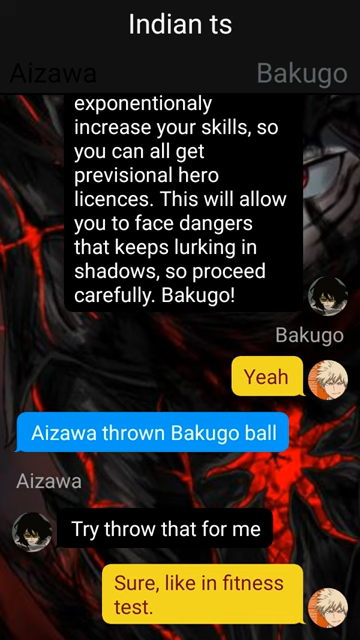 Indian ts
Aizawa
Bakugo
exponentionaly
increase your skills, so
you can all get
previsional hero
licences. This will allow
you to face dangers
that keeps lurking in
shadows, so proceed
carefully. Bakugo!
Bakugo
Yeah
Aizawa thrown Bakugo ball
Aizawa
Try throw that for me
Sure, like in fitness
test.